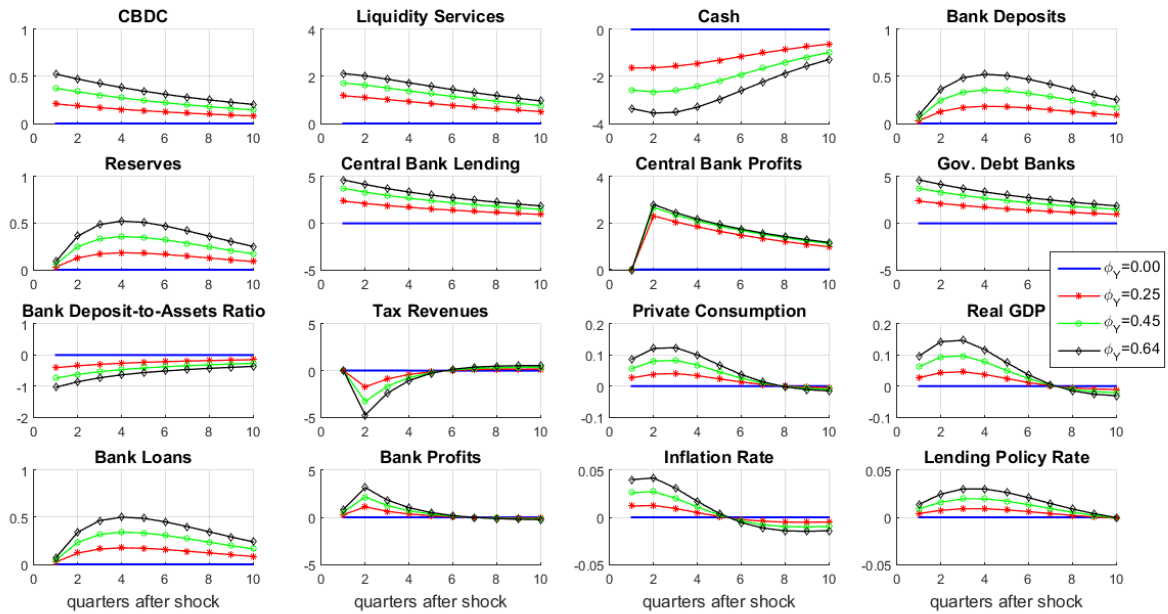 CBDC
Liquidity Services
Cash
Bank Deposits
1
0.5
0
0 2 4 6 8 10
4
2
0
0 2 4 6 8 10
0
-2
-4
0 2 4 6 8 10
1
0.5
0
0 2 4 6 8 10
Reserves
Central Bank Lending
Central Bank Profits
Gov. Debt Banks
1
0.5
0
0 2 4 6 8 10
5
0
-5
0 2 4 6 8 10
4
2
0
0 2 4 6 8 10
5
0
-5
0 2 4 6 8 10
ϕY=0.00
ϕY=0.25
ϕY=0.45
ϕY=0.64
Bank Deposit-to-Assets Ratio
Tax Revenues
Private Consumption
Real GDP
1
0
-1
-2
0 2 4 6 8 10
5
0
-5
0 2 4 6 8 10
0.2
0.1
0
-0.1
0 2 4 6 8 10
0.2
0.1
0
-0.1
0 2 4 6 8 10
Bank Loans
Bank Profits
Inflation Rate
Lending Policy Rate
1
0.5
0
0 2 4 6 8 10
quarters after shock
5
0
-5
0 2 4 6 8 10
quarters after shock
0.05
0
-0.05
0 2 4 6 8 10
quarters after shock
0.05
0
-0.05
0 2 4 6 8 10
quarters after shock